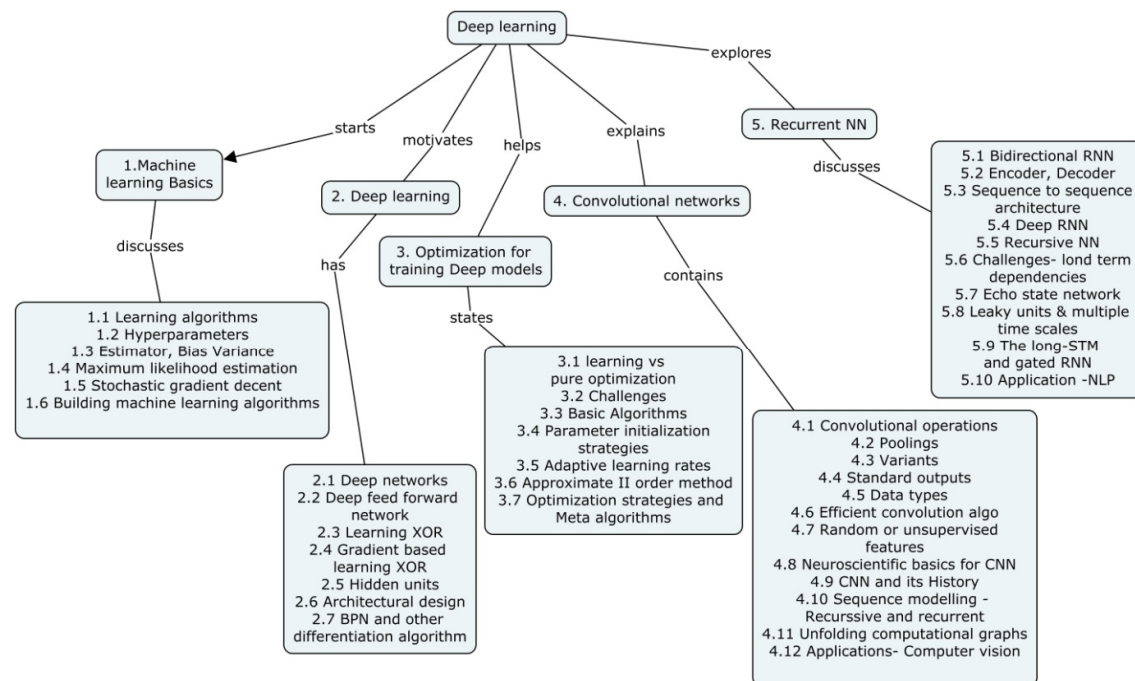 Deep learning
explores
starts
motivates
helps
explains
5. Recurrent NN
1.Machine
learning Basics
2. Deep learning
4. Convolutional networks
discusses
5.1 Bidirectional RNN
5.2 Encoder, Decoder
5.3 Sequence to sequence
architecture
5.4 Deep RNN
5.5 Recursive NN
5.6 Challenges- lond term
dependencies
5.7 Echo state network
5.8 Leaky units & multiple
time scales
5.9 The long-STM
and gated RNN
5.10 Application -NLP
discusses
has
3. Optimization for
training Deep models
contains
states
1.1 Learning algorithms
1.2 Hyperparameters
1.3 Estimator, Bias Variance
1.4 Maximum likelihood estimation
1.5 Stochastic gradient decent
1.6 Building machine learning algorithms
3.1 learning vs
pure optimization
3.2 Challenges
3.3 Basic Algorithms
3.4 Parameter initialization
strategies
3.5 Adaptive learning rates
3.6 Approximate II order method
3.7 Optimization strategies and
Meta algorithms
4.1 Convolutional operations
4.2 Poolings
4.3 Variants
4.4 Standard outputs
4.5 Data types
4.6 Efficient convolution algo
4.7 Random or unsupervised
features
4.8 Neuroscientific basics for CNN
4.9 CNN and its History
4.10 Sequence modelling -
Recurssive and recurrent
4.11 Unfolding computational graphs
4.12 Applications- Computer vision
2.1 Deep networks
2.2 Deep feed forward
network
2.3 Learning XOR
2.4 Gradient based
learning XOR
2.5 Hidden units
2.6 Architectural design
2.7 BPN and other
differentiation algorithm